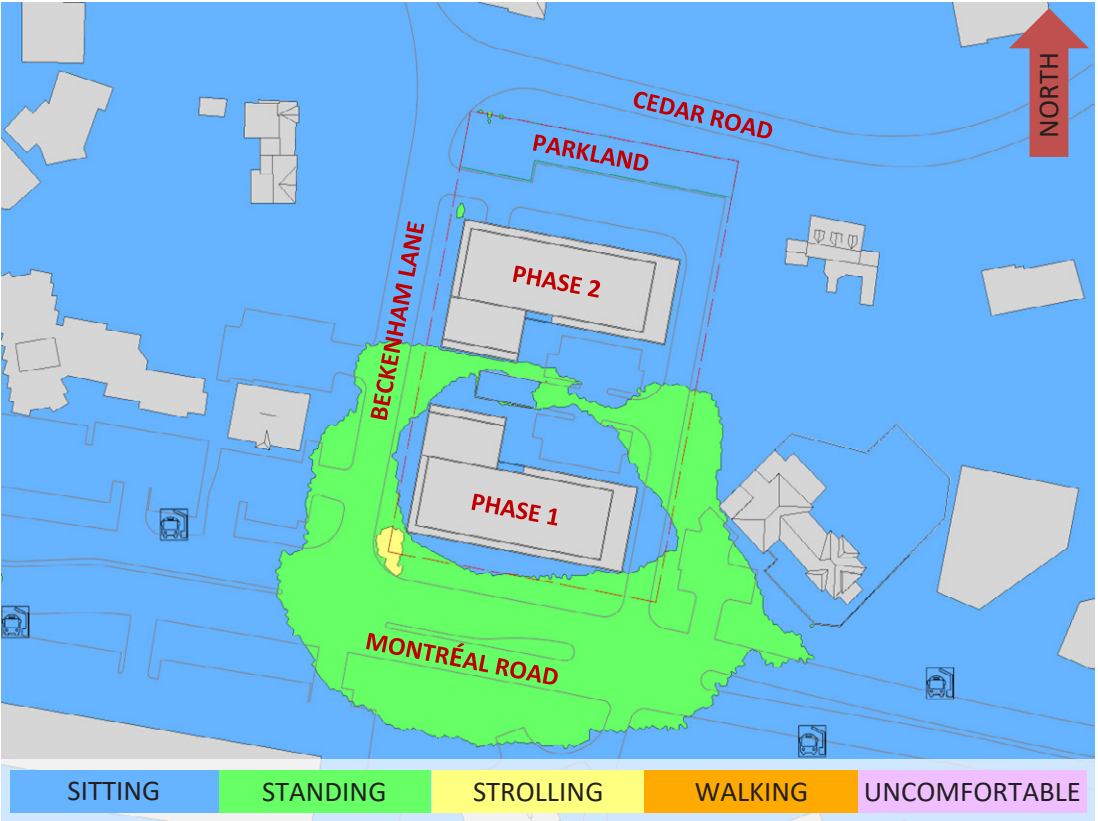 NORTH
CEDAR ROAD
PARKLAND
BECKENHAM LANE
PHASE 2
PHASE 1
MONTRÉAL ROAD
SITTING
STANDING
STROLLING
WALKING
UNCOMFORTABLE